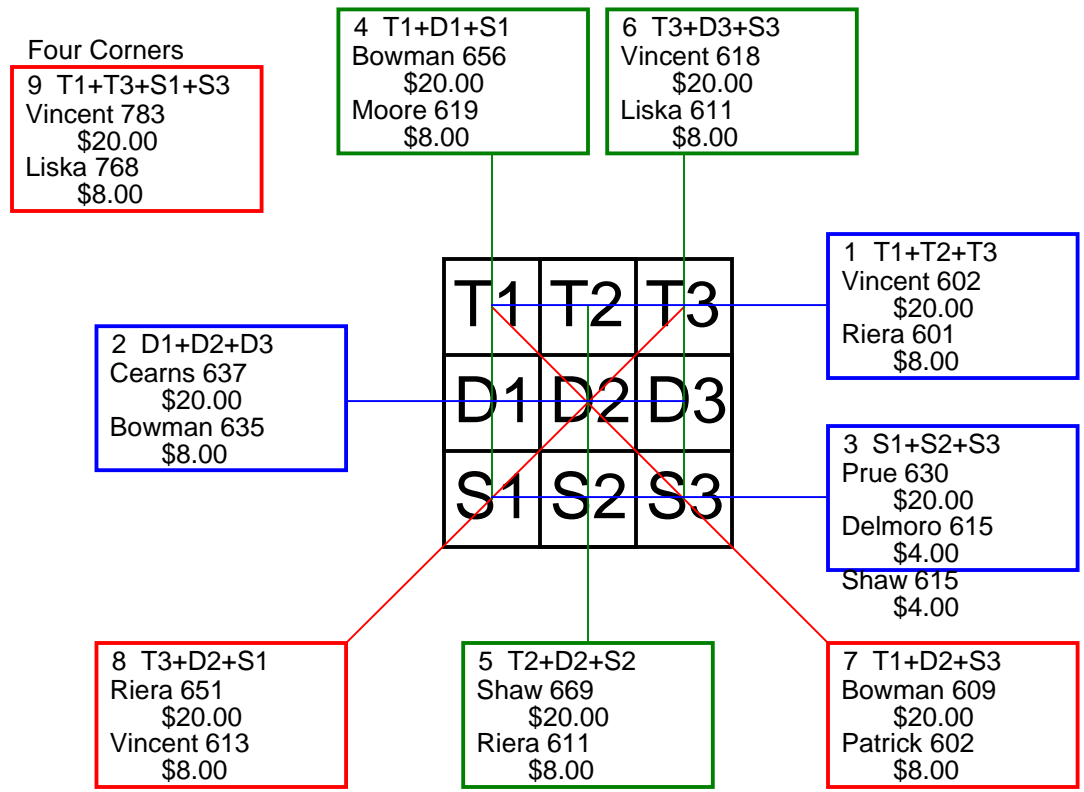 Four Corners
9 T1+T3+S1+S3
Vincent 783
$20.00
Liska 768
$8.00
4 T1+D1+S1
Bowman 656
$20.00
Moore 619
$8.00
6 T3+D3+S3
Vincent 618
$20.00
Liska 611
$8.00
1 T1+T2+T3
Vincent 602
$20.00
Riera 601
$8.00
2 D1+D2+D3
Cearns 637
$20.00
Bowman 635
$8.00
T1 T2 T3
D1 D2 D3
S1 S2 S3
3 S1+S2+S3
Prue 630
$20.00
Delmoro 615
$4.00
Shaw 615
$4.00
8 T3+D2+S1
Riera 651
$20.00
Vincent 613
$8.00
5 T2+D2+S2
Shaw 669
$20.00
Riera 611
$8.00
7 T1+D2+S3
Bowman 609
$20.00
Patrick 602
$8.00